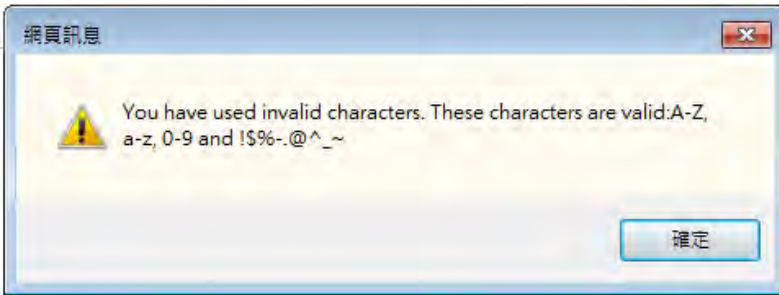 網頁訊息
You have used invalid characters. These characters are valid:A-Z,
a-z, 0-9 and !$%-.@^_~
確定